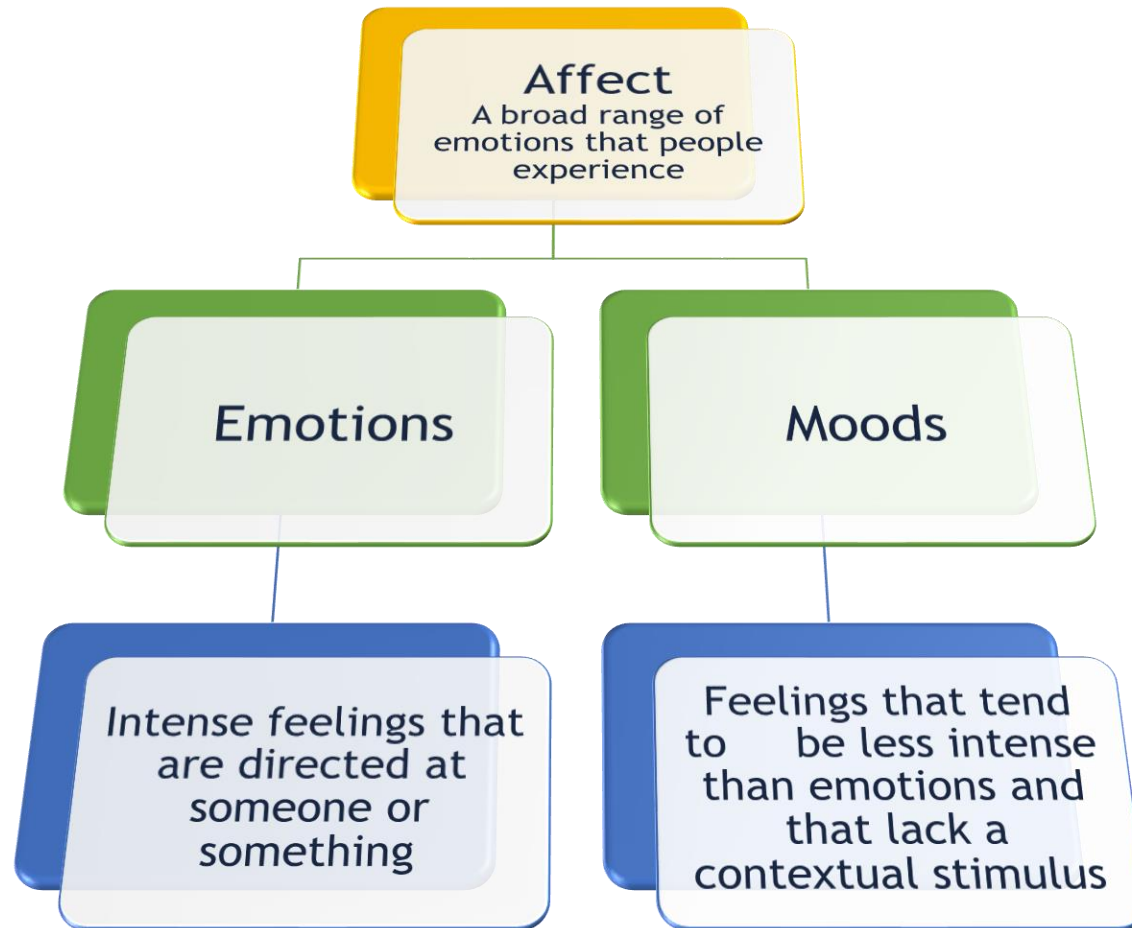 Affect
A broad range of
emotions that people
experience
Emotions
Moods
Intense feelings that
are directed at
someone or
something
Feelings that tend
to be less intense
than emotions and
that lack a
contextual stimulus